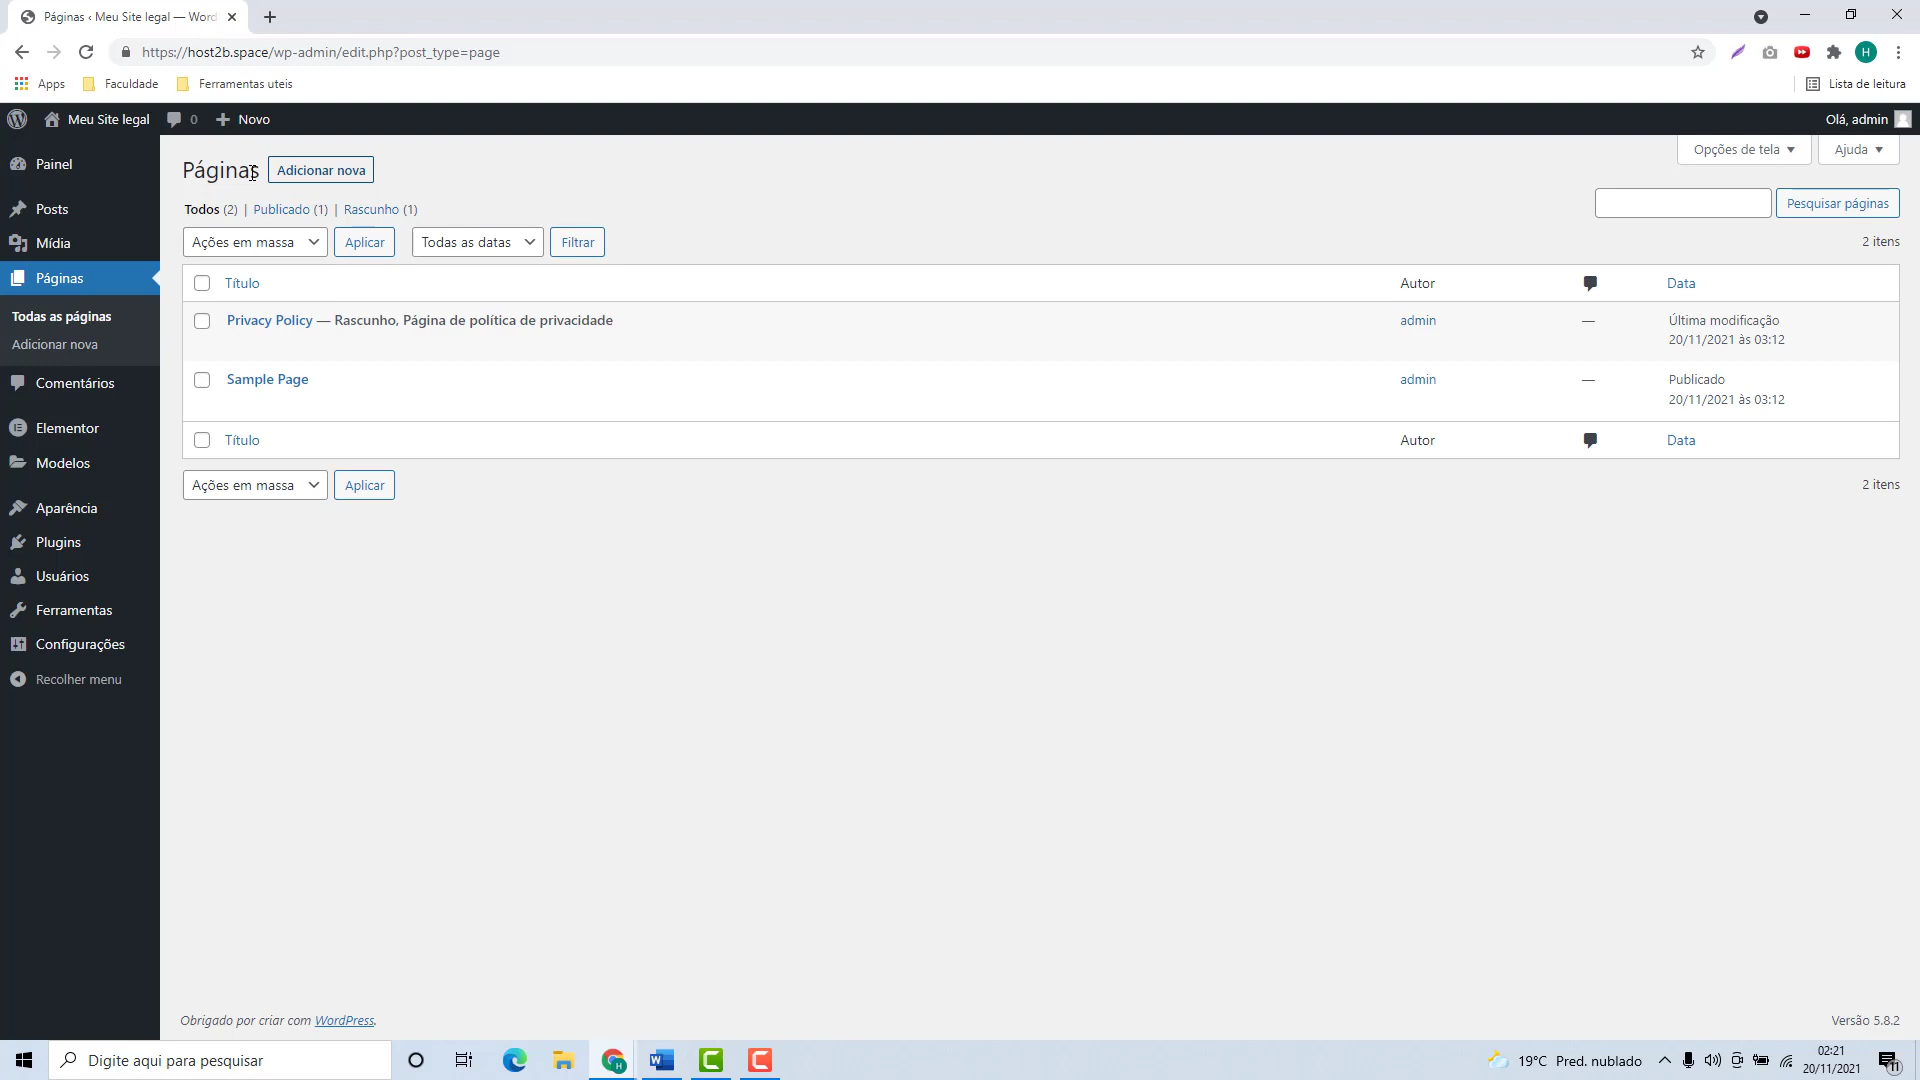 Páginas ‹ Meu Site legal — Word
https://host2b.space/wp-admin/edit.php?post_type=page
H
Apps
Faculdade
Ferramentas uteis
Lista de leitura
Meu Site legal
0
Novo
Olá, admin
Painel
Posts
Mídia
Páginas
Todas as páginas
Adicionar nova
Comentários
Elementor
Modelos
Aparência
Plugins
Usuários
Ferramentas
Configurações
Recolher menu
Páginas
Adicionar nova
Opções de tela
Ajuda
Todos (2) | Publicado (1) | Rascunho (1)
Pesquisar páginas
Ações em massa
Aplicar
Todas as datas
Filtrar
2 itens
Título
Autor
Data
Privacy Policy — Rascunho, Página de política de privacidade
admin
—
Última modificação
20/11/2021 às 03:12
Sample Page
admin
—
Publicado
20/11/2021 às 03:12
Título
Autor
Data
Ações em massa
Aplicar
2 itens
Obrigado por criar com WordPress.
Versão 5.8.2
Digite aqui para pesquisar
19°C Pred. nublado
02:21
20/11/2021
11